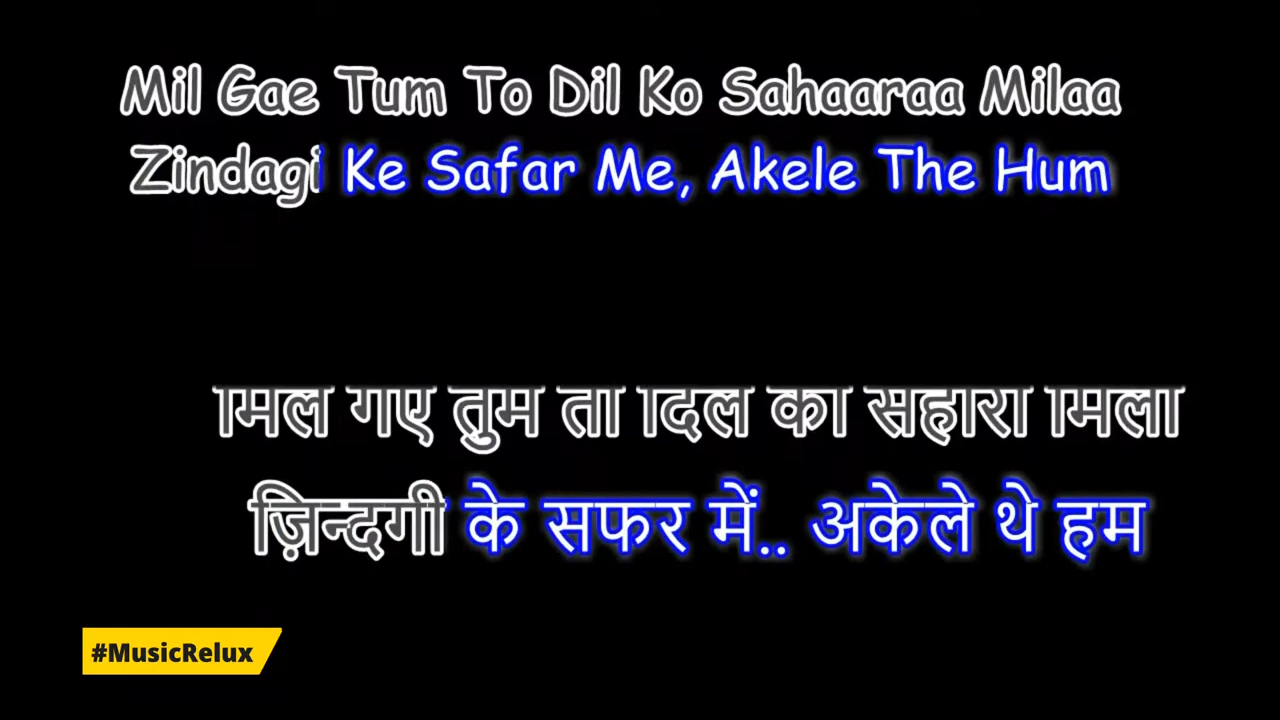 Mil Gae Tum To Dil Ko Sahaaraa Milaa
Zindagi Ke Safar Me, Akele The Hum
मिल गए तुम तो दिल को सहारा मिला
ज़िन्दगी के सफर में.. अकेले थे हम
#MusicRelux